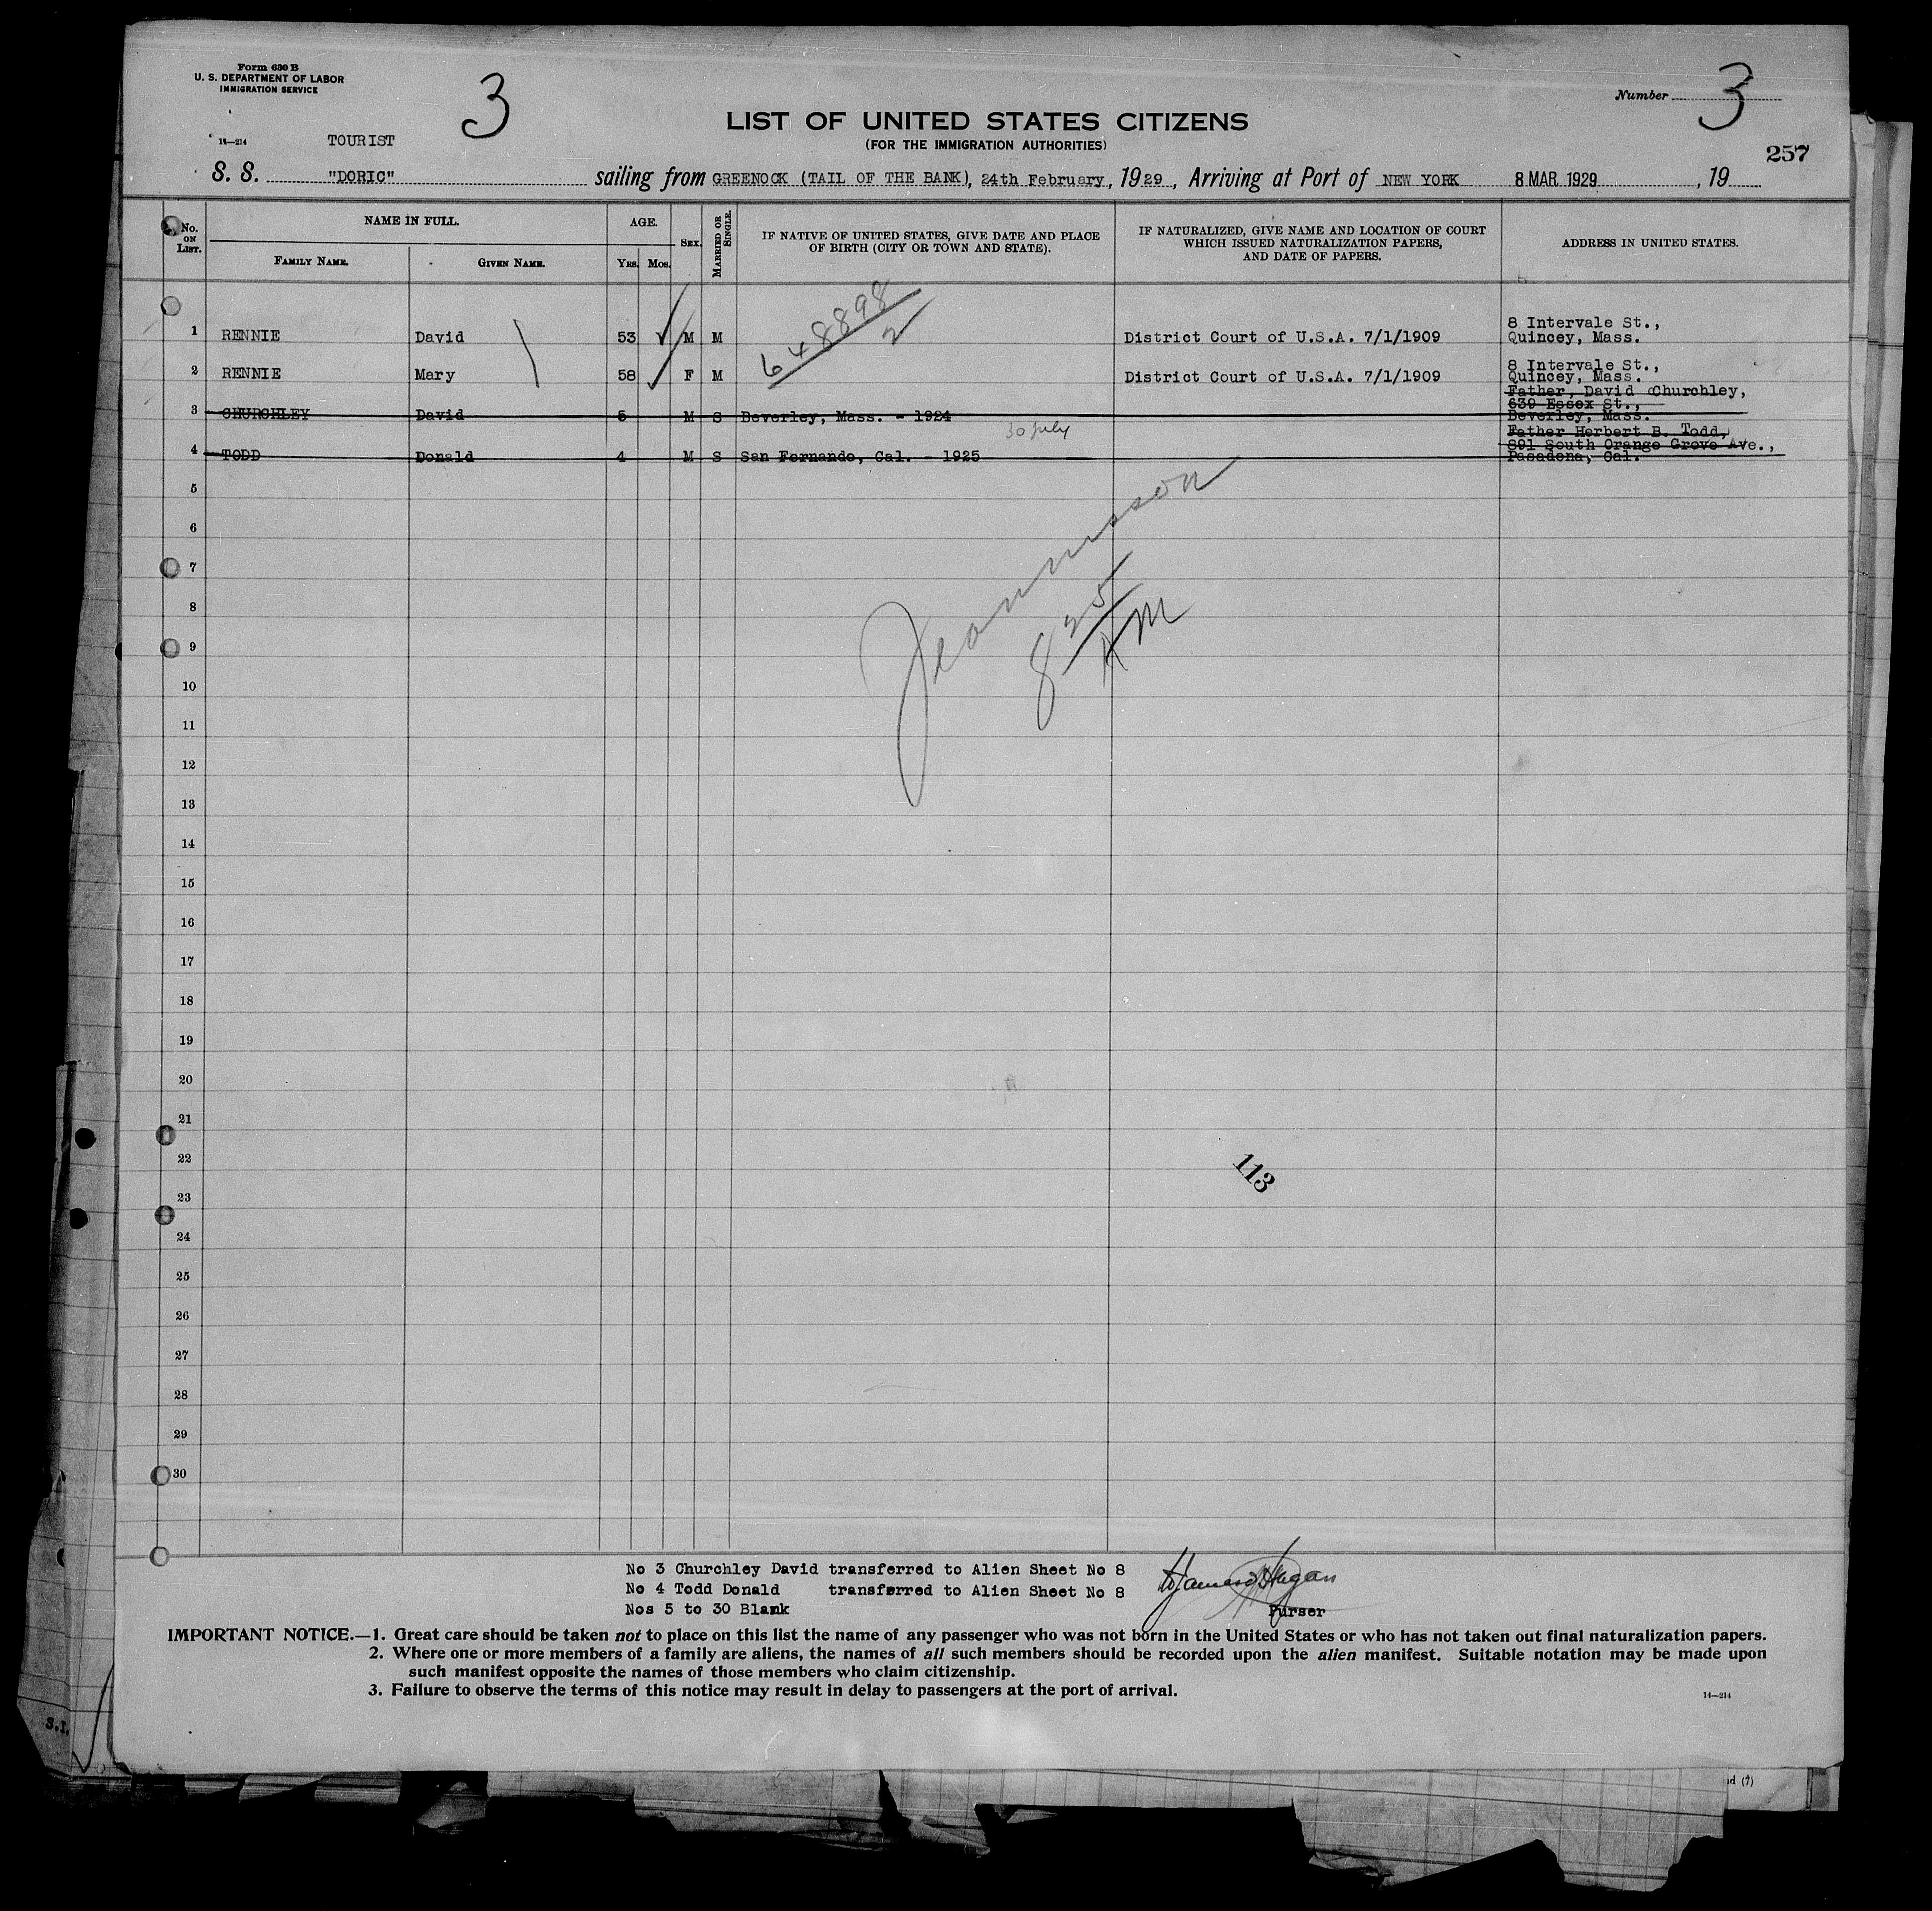 Form 630 B
U. S. DEPARTMENT OF LABOR
IMMIGRATION SERVICE
3
Number 3
LIST OF UNITED STATES CITIZENS
(FOR THE IMMIGRATION AUTHORITIES)
14—214
TOURIST
257
S. S. "DORIC" sailing from GREENOCK (TAIL OF THE BANK), 24th February, 1929, Arriving at Port of NEW YORK 8 MAR 1929, 19
No. ON LIST.
NAME IN FULL.
FAMILY NAME.
GIVEN NAME.
AGE.
YRS. MOS.
SEX.
MARRIED OR SINGLE.
IF NATIVE OF UNITED STATES, GIVE DATE AND PLACE
OF BIRTH (CITY OR TOWN AND STATE).
IF NATURALIZED, GIVE NAME AND LOCATION OF COURT
WHICH ISSUED NATURALIZATION PAPERS,
AND DATE OF PAPERS.
ADDRESS IN UNITED STATES.
648898
2
1 RENNIE David 53 M M District Court of U.S.A. 7/1/1909 8 Intervale St.,
Quincey, Mass.
2 RENNIE Mary 58 F M District Court of U.S.A. 7/1/1909 8 Intervale St.,
Quincey, Mass.
3 CHURCHLEY David 5 M S Beverley, Mass. - 1924 Father, David Churchley,
639 Essex St.,
Beverley, Mass.
30 July
4 TODD Donald 4 M S San Fernando, Cal. - 1925 Father Herbert B. Todd,
891 South Orange Grove Ave.,
Pasadena, Cal.
5
6
7
8
9
10
11
12
13
14
15
16
17
18
19
20
21
22
23
24
25
26
27
28
29
30
8 25
AM
113
No 3 Churchley David transferred to Alien Sheet No 8
No 4 Todd Donald transferred to Alien Sheet No 8
Nos 5 to 30 Blank
Purser
IMPORTANT NOTICE.—1. Great care should be taken not to place on this list the name of any passenger who was not born in the United States or who has not taken out final naturalization papers.
2. Where one or more members of a family are aliens, the names of all such members should be recorded upon the alien manifest. Suitable notation may be made upon
such manifest opposite the names of those members who claim citizenship.
3. Failure to observe the terms of this notice may result in delay to passengers at the port of arrival.
14—214
S.I.
nd (7)